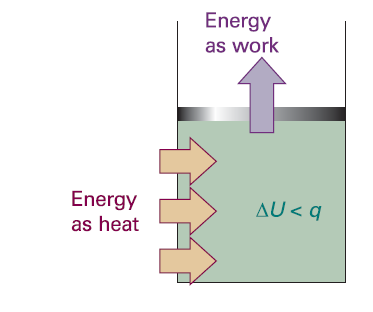 Energy
as work
Energy
as heat
ΔU < q